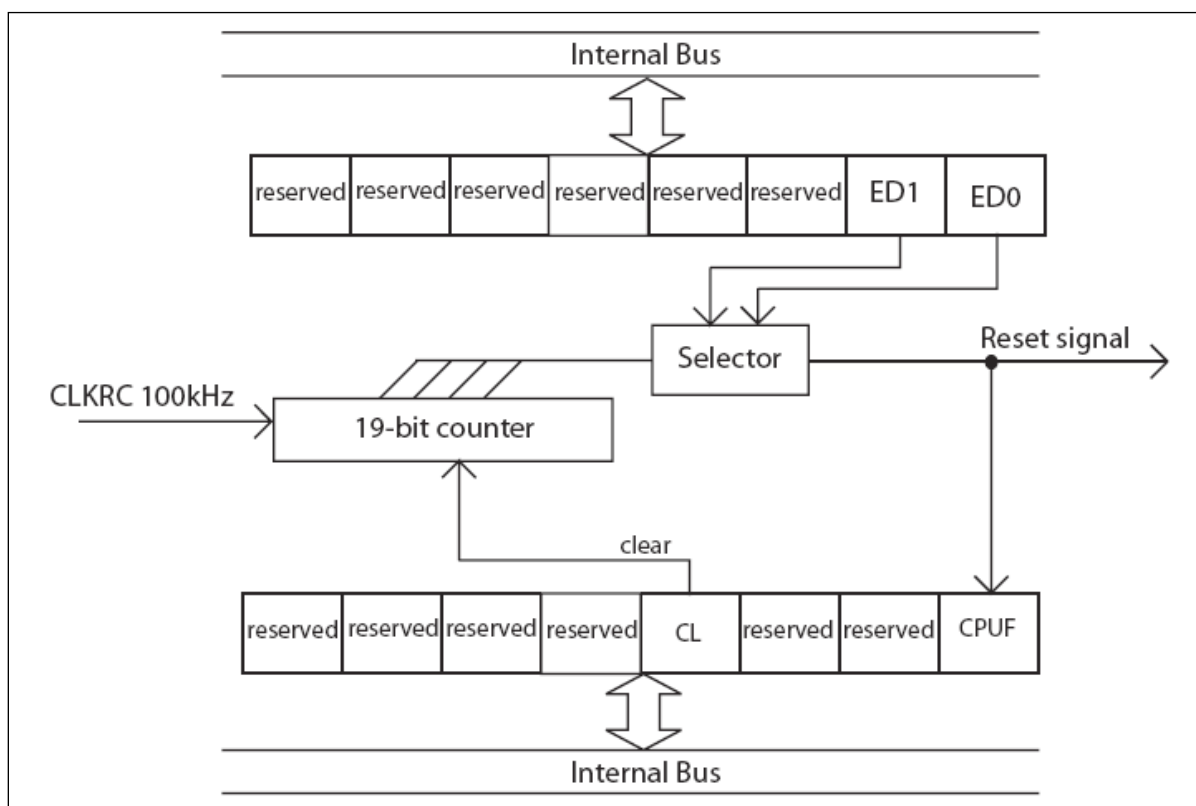 Internal Bus
reserved reserved reserved reserved reserved reserved ED1 ED0
Reset signal
Selector
CLKRC 100kHz
19-bit counter
clear
reserved reserved reserved reserved CL reserved reserved CPUF
Internal Bus